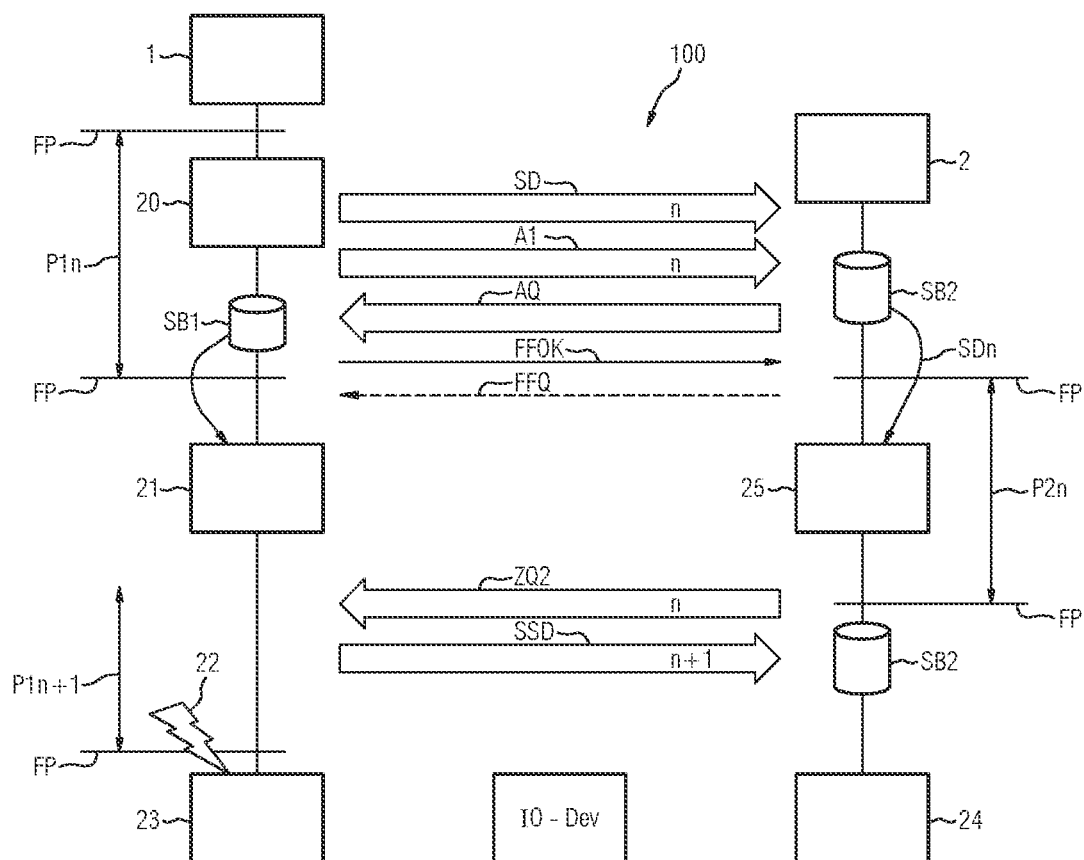 1
100
FP
2
20
SD
n
A1
n
P1n
AQ
SB1
SB2
FFOK
SDn
FP
FFQ
FP
21
25
P2n
ZQ2
n
FP
SSD
n+1
SB2
22
P1n+1
FP
23
IO - Dev
24